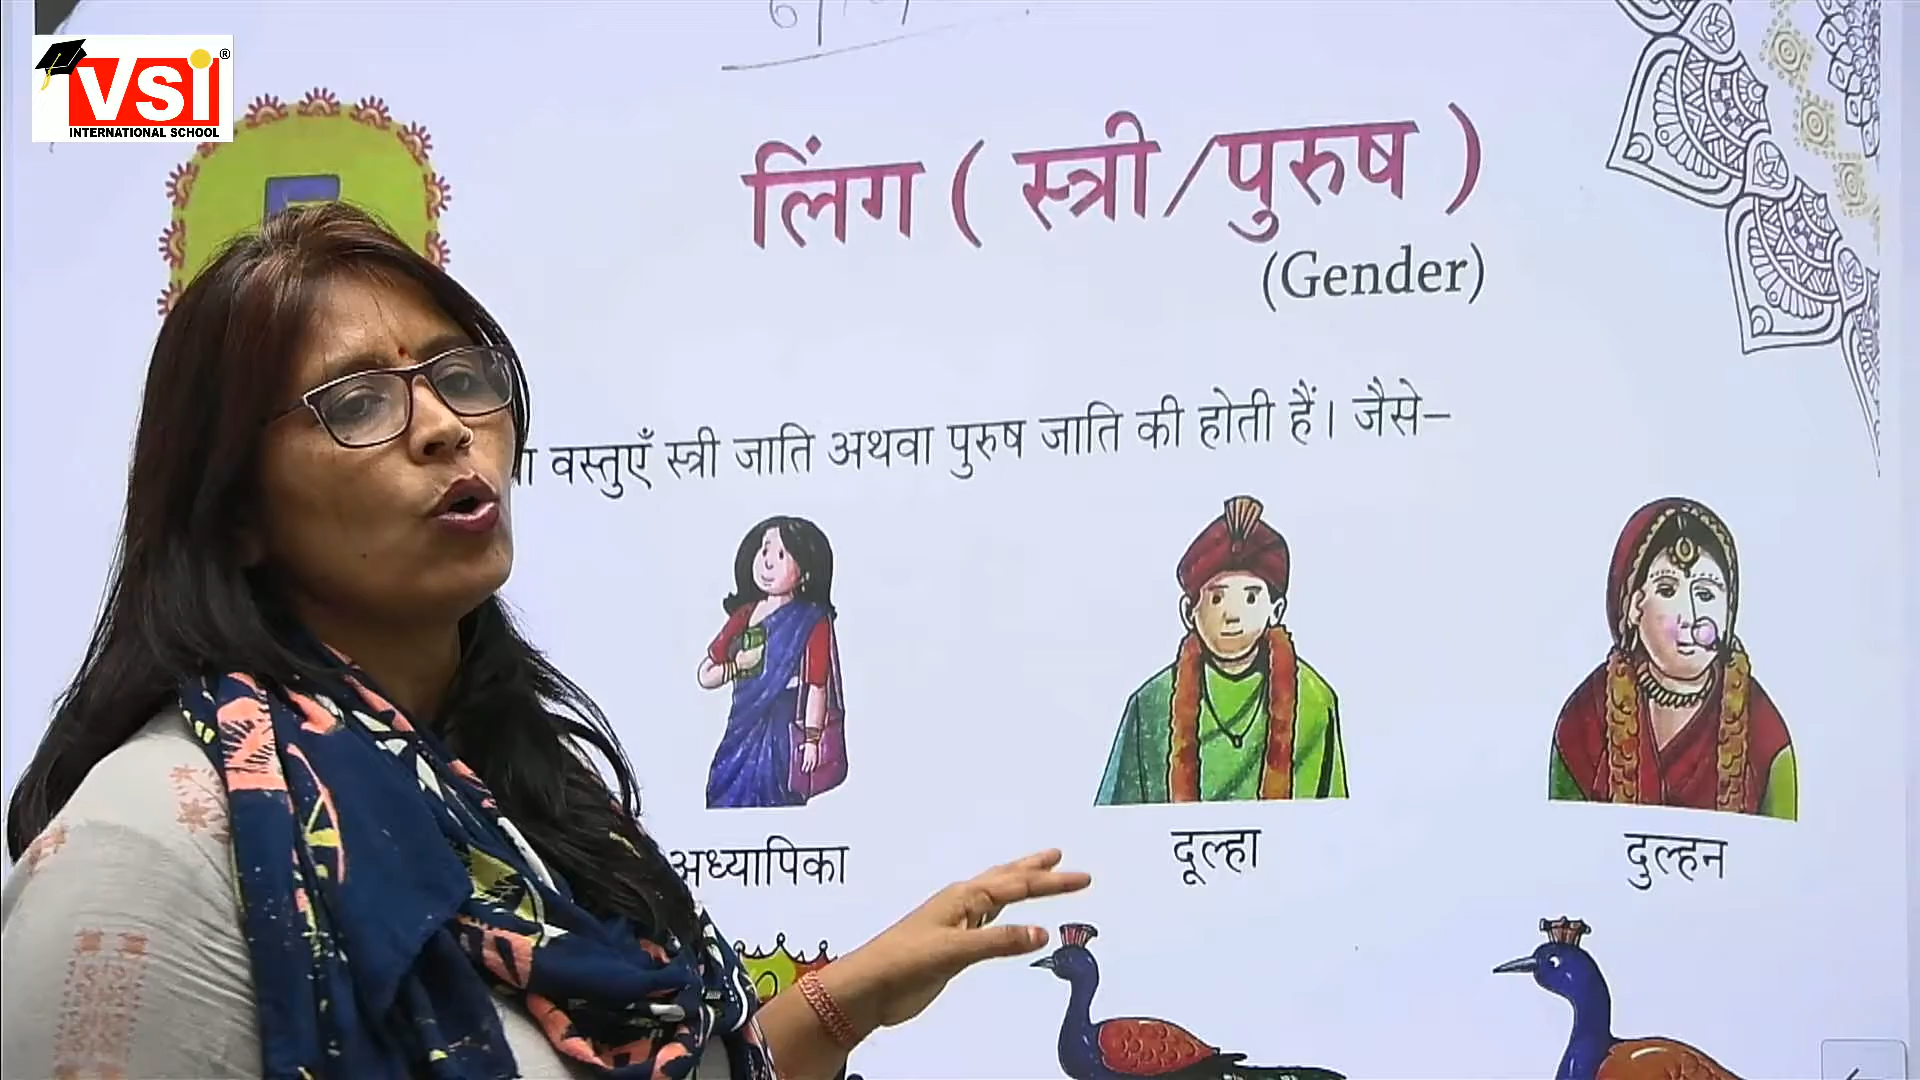 VSI ®
INTERNATIONAL SCHOOL
लिंग ( स्त्री/पुरुष )
(Gender)
वस्तुएँ स्त्री जाति अथवा पुरुष जाति की होती हैं। जैसे–
अध्यापिका दूल्हा दुल्हन